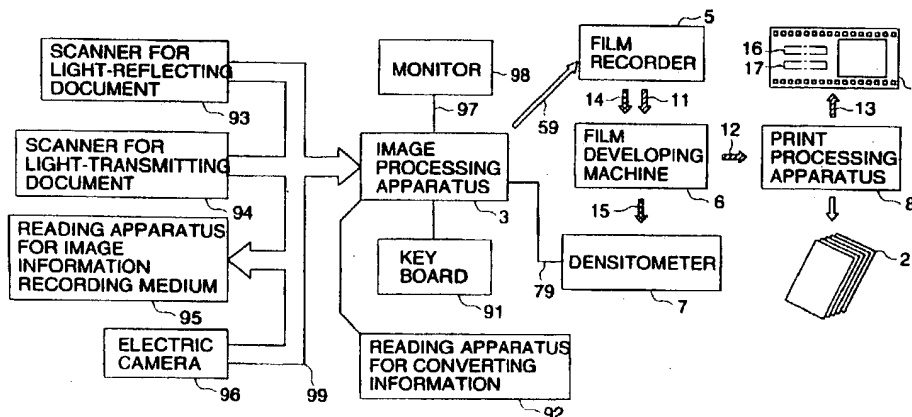 SCANNER FOR
LIGHT-REFLECTING
DOCUMENT
93
SCANNER FOR
LIGHT-TRANSMITTING
DOCUMENT
94
READING APPARATUS
FOR IMAGE
INFORMATION
RECORDING MEDIUM
95
ELECTRIC
CAMERA
96
99
MONITOR
98
97
IMAGE
PROCESSING
APPARATUS
3
KEY
BOARD
91
READING APPARATUS
FOR CONVERTING
INFORMATION
92
59
5
FILM
RECORDER
14
11
FILM
DEVELOPING
MACHINE
6
15
12
79
DENSITOMETER
7
16
17
13
PRINT
PROCESSING
APPARATUS
8
2